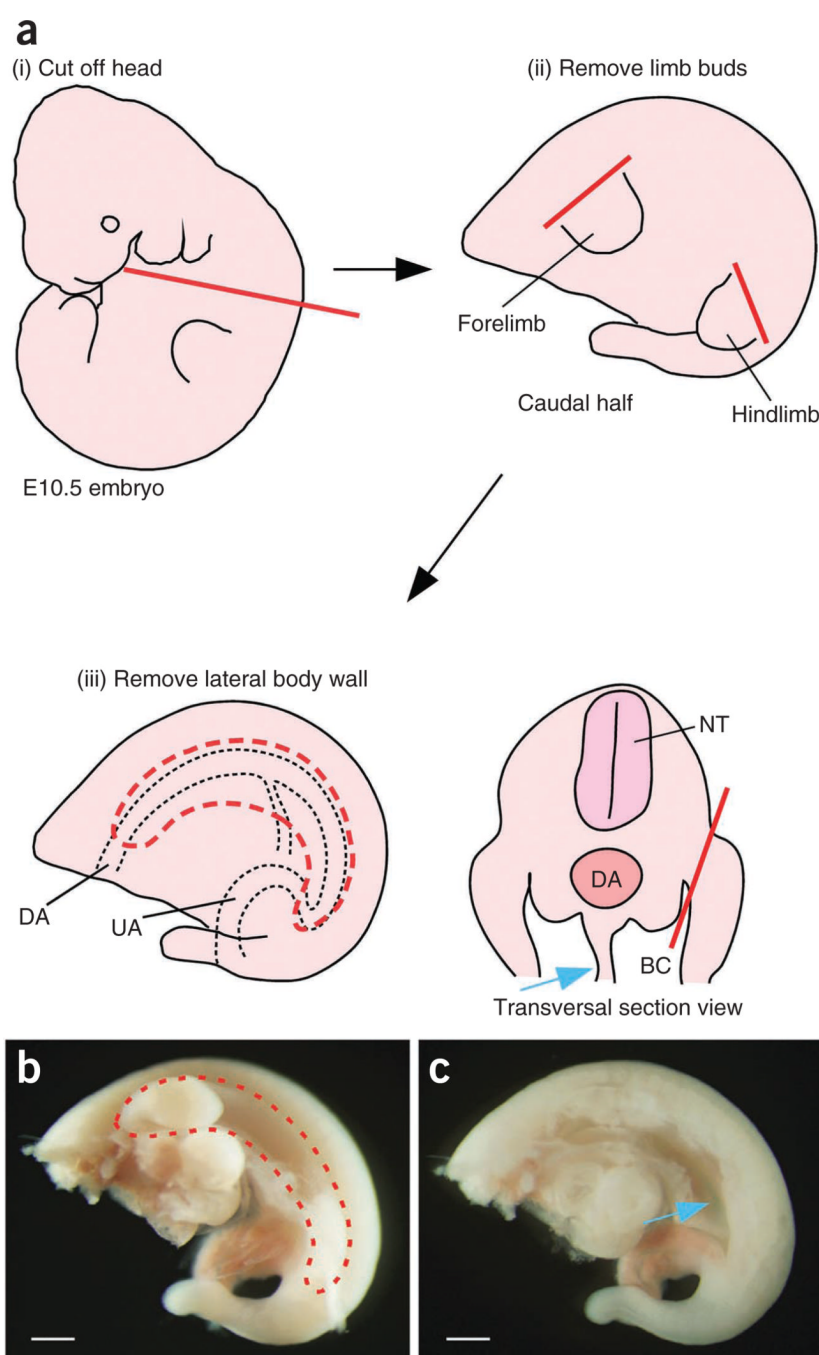 a
(i) Cut off head
(ii) Remove limb buds
Forelimb
Caudal half
Hindlimb
E10.5 embryo
(iii) Remove lateral body wall
NT
DA
DA
UA
BC
Transversal section view
b
c